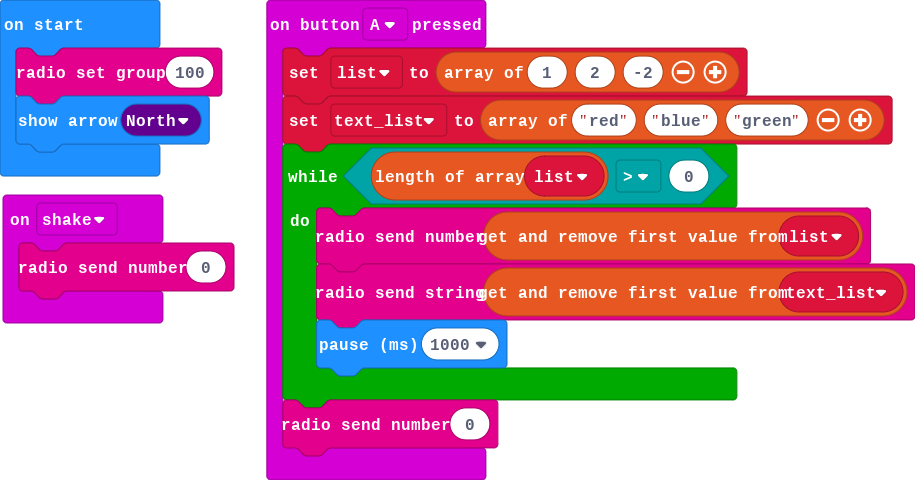 on start
radio set group 100
show arrow North
on shake
radio send number 0
on button A pressed
set list to array of 1 2 -2
set text_list to array of "red" "blue" "green"
while length of array list > 0
do
radio send number get and remove first value from list
radio send string get and remove first value from text_list
pause (ms) 1000
radio send number 0